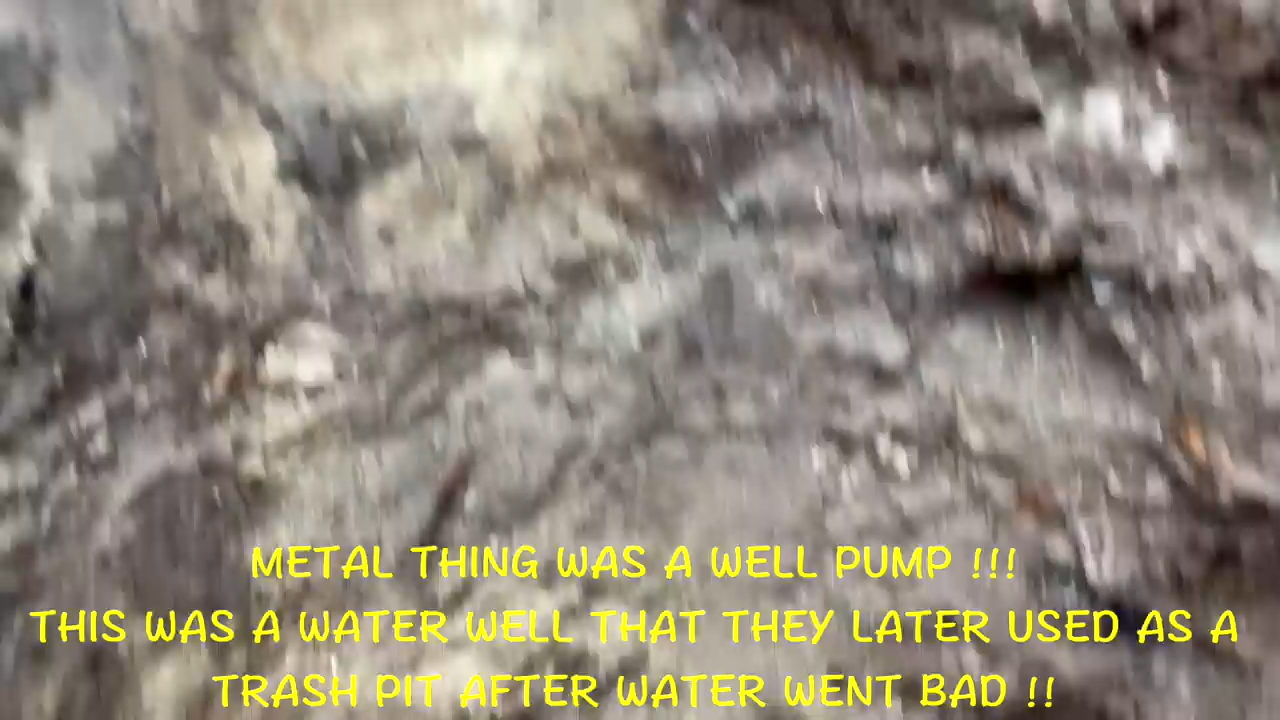 METAL THING WAS A WELL PUMP !!!
THIS WAS A WATER WELL THAT THEY LATER USED AS A
TRASH PIT AFTER WATER WENT BAD !!